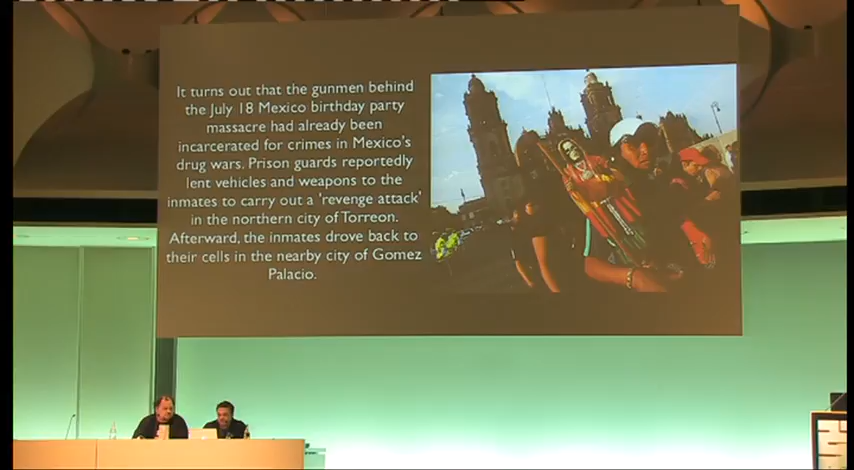 It turns out that the gunmen behind
the July 18 Mexico birthday party
massacre had already been
incarcerated for crimes in Mexico's
drug wars. Prison guards reportedly
lent vehicles and weapons to the
inmates to carry out a 'revenge attack'
in the northern city of Torreon.
Afterward, the inmates drove back to
their cells in the nearby city of Gomez
Palacio.